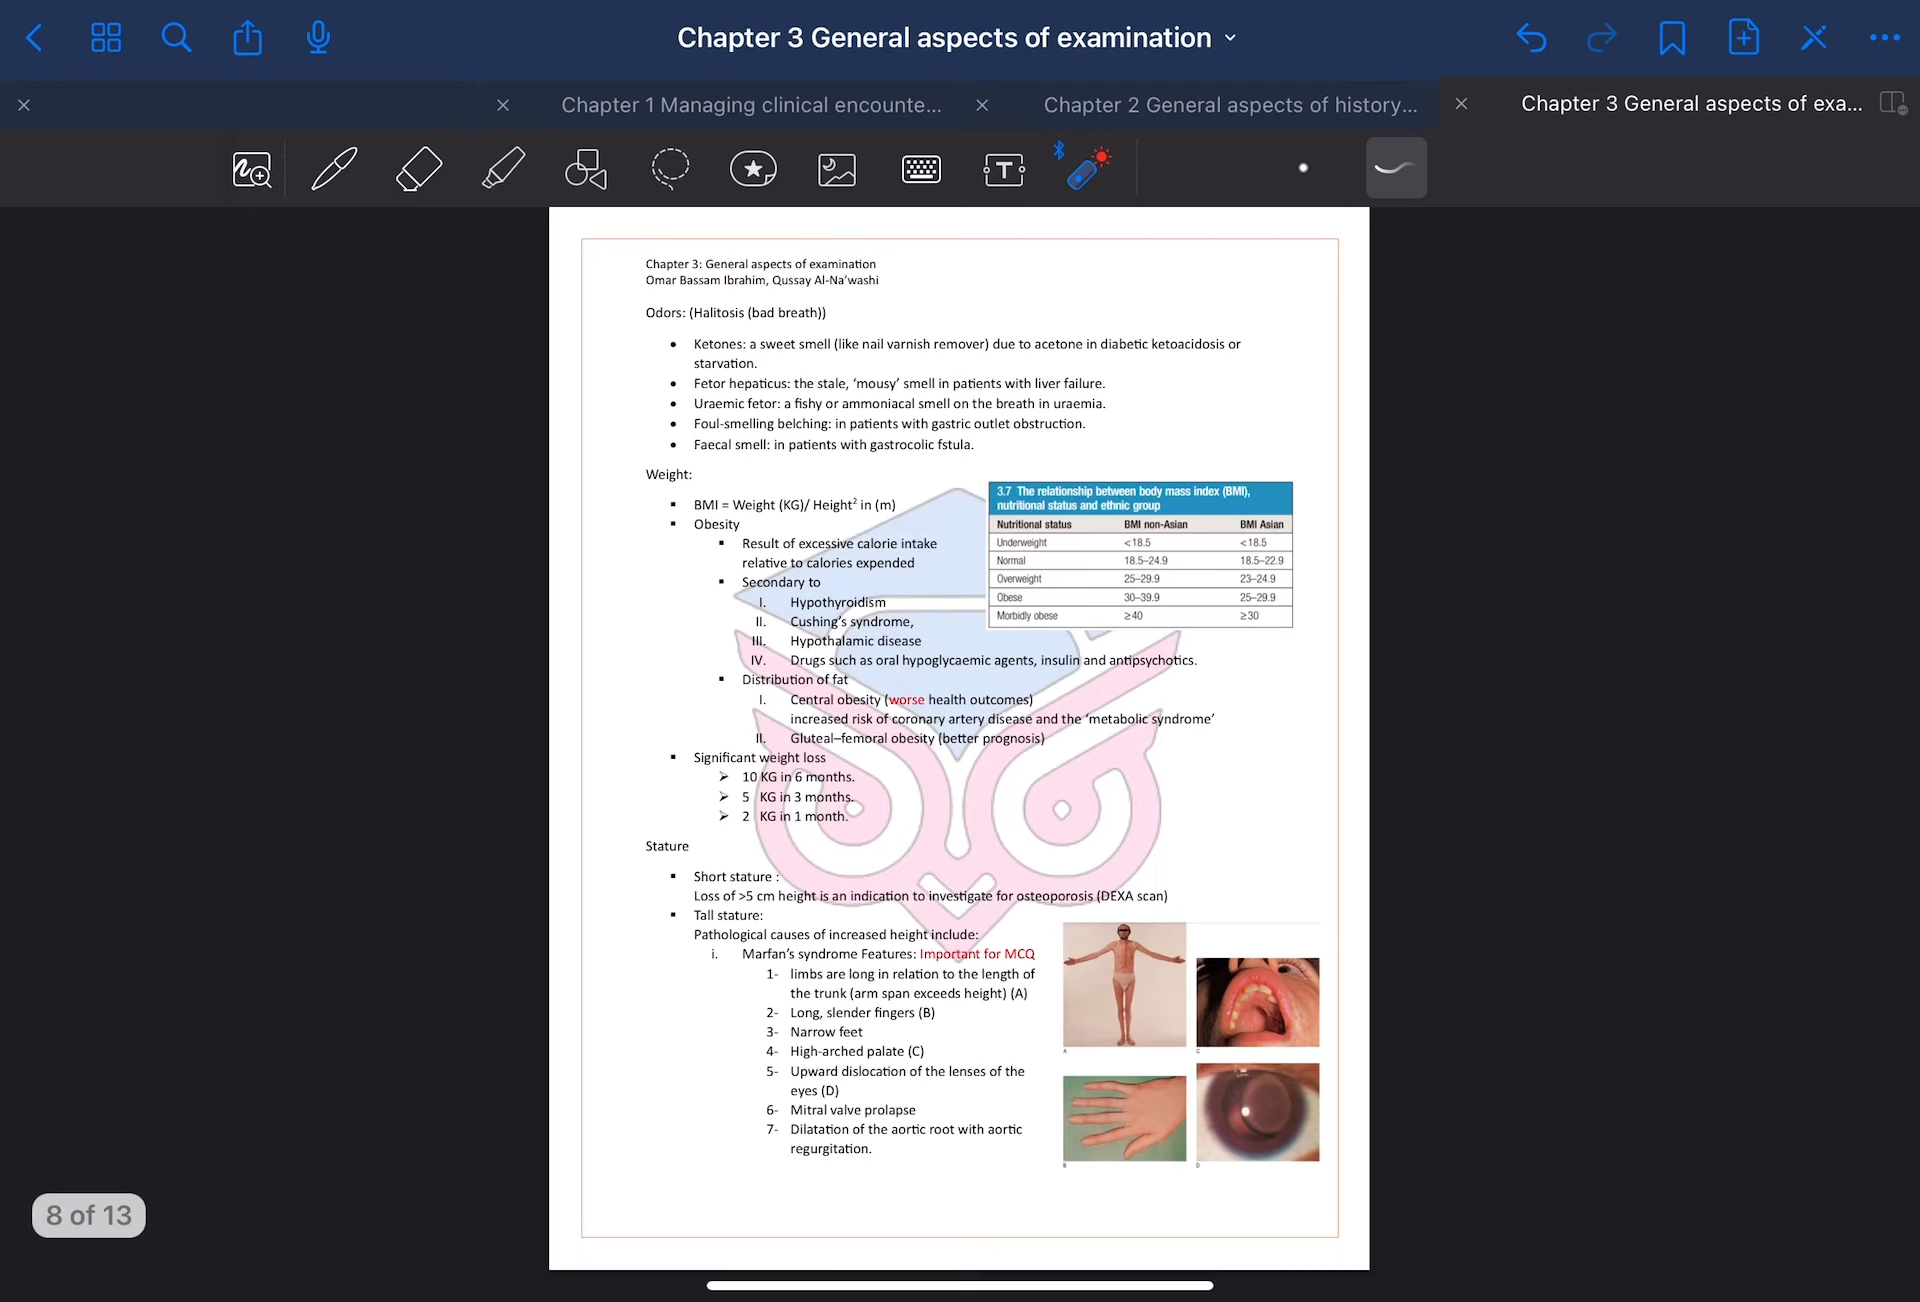 Chapter 3 General aspects of examination
Chapter 1 Managing clinical encounte...
Chapter 2 General aspects of history...
Chapter 3 General aspects of exa...
T
Chapter 3: General aspects of examination
Omar Bassam Ibrahim, Qussay Al-Na'washi
Odors: (Halitosis (bad breath))
• Ketones: a sweet smell (like nail varnish remover) due to acetone in diabetic ketoacidosis or
starvation.
• Fetor hepaticus: the stale, 'mousy' smell in patients with liver failure.
• Uraemic fetor: a fishy or ammoniacal smell on the breath in uraemia.
• Foul-smelling belching: in patients with gastric outlet obstruction.
• Faecal smell: in patients with gastrocolic fstula.
Weight:
▪ BMI = Weight (KG)/ Height² in (m)
▪ Obesity
▪ Result of excessive calorie intake
relative to calories expended
▪ Secondary to
I. Hypothyroidism
II. Cushing's syndrome,
III. Hypothalamic disease
IV. Drugs such as oral hypoglycaemic agents, insulin and antipsychotics.
▪ Distribution of fat
I. Central obesity (worse health outcomes)
increased risk of coronary artery disease and the 'metabolic syndrome'
II. Gluteal–femoral obesity (better prognosis)
▪ Significant weight loss
➢ 10 KG in 6 months.
➢ 5 KG in 3 months.
➢ 2 KG in 1 month.
3.7 The relationship between body mass index (BMI),
nutritional status and ethnic group
Nutritional status BMI non-Asian BMI Asian
Underweight <18.5 <18.5
Normal 18.5–24.9 18.5–22.9
Overweight 25–29.9 23–24.9
Obese 30–39.9 25–29.9
Morbidly obese ≥40 ≥30
Stature
▪ Short stature :
Loss of >5 cm height is an indication to investigate for osteoporosis (DEXA scan)
▪ Tall stature:
Pathological causes of increased height include:
i. Marfan's syndrome Features: Important for MCQ
1- limbs are long in relation to the length of
the trunk (arm span exceeds height) (A)
2- Long, slender fingers (B)
3- Narrow feet
4- High-arched palate (C)
5- Upward dislocation of the lenses of the
eyes (D)
6- Mitral valve prolapse
7- Dilatation of the aortic root with aortic
regurgitation.
A
C
B
D
8 of 13